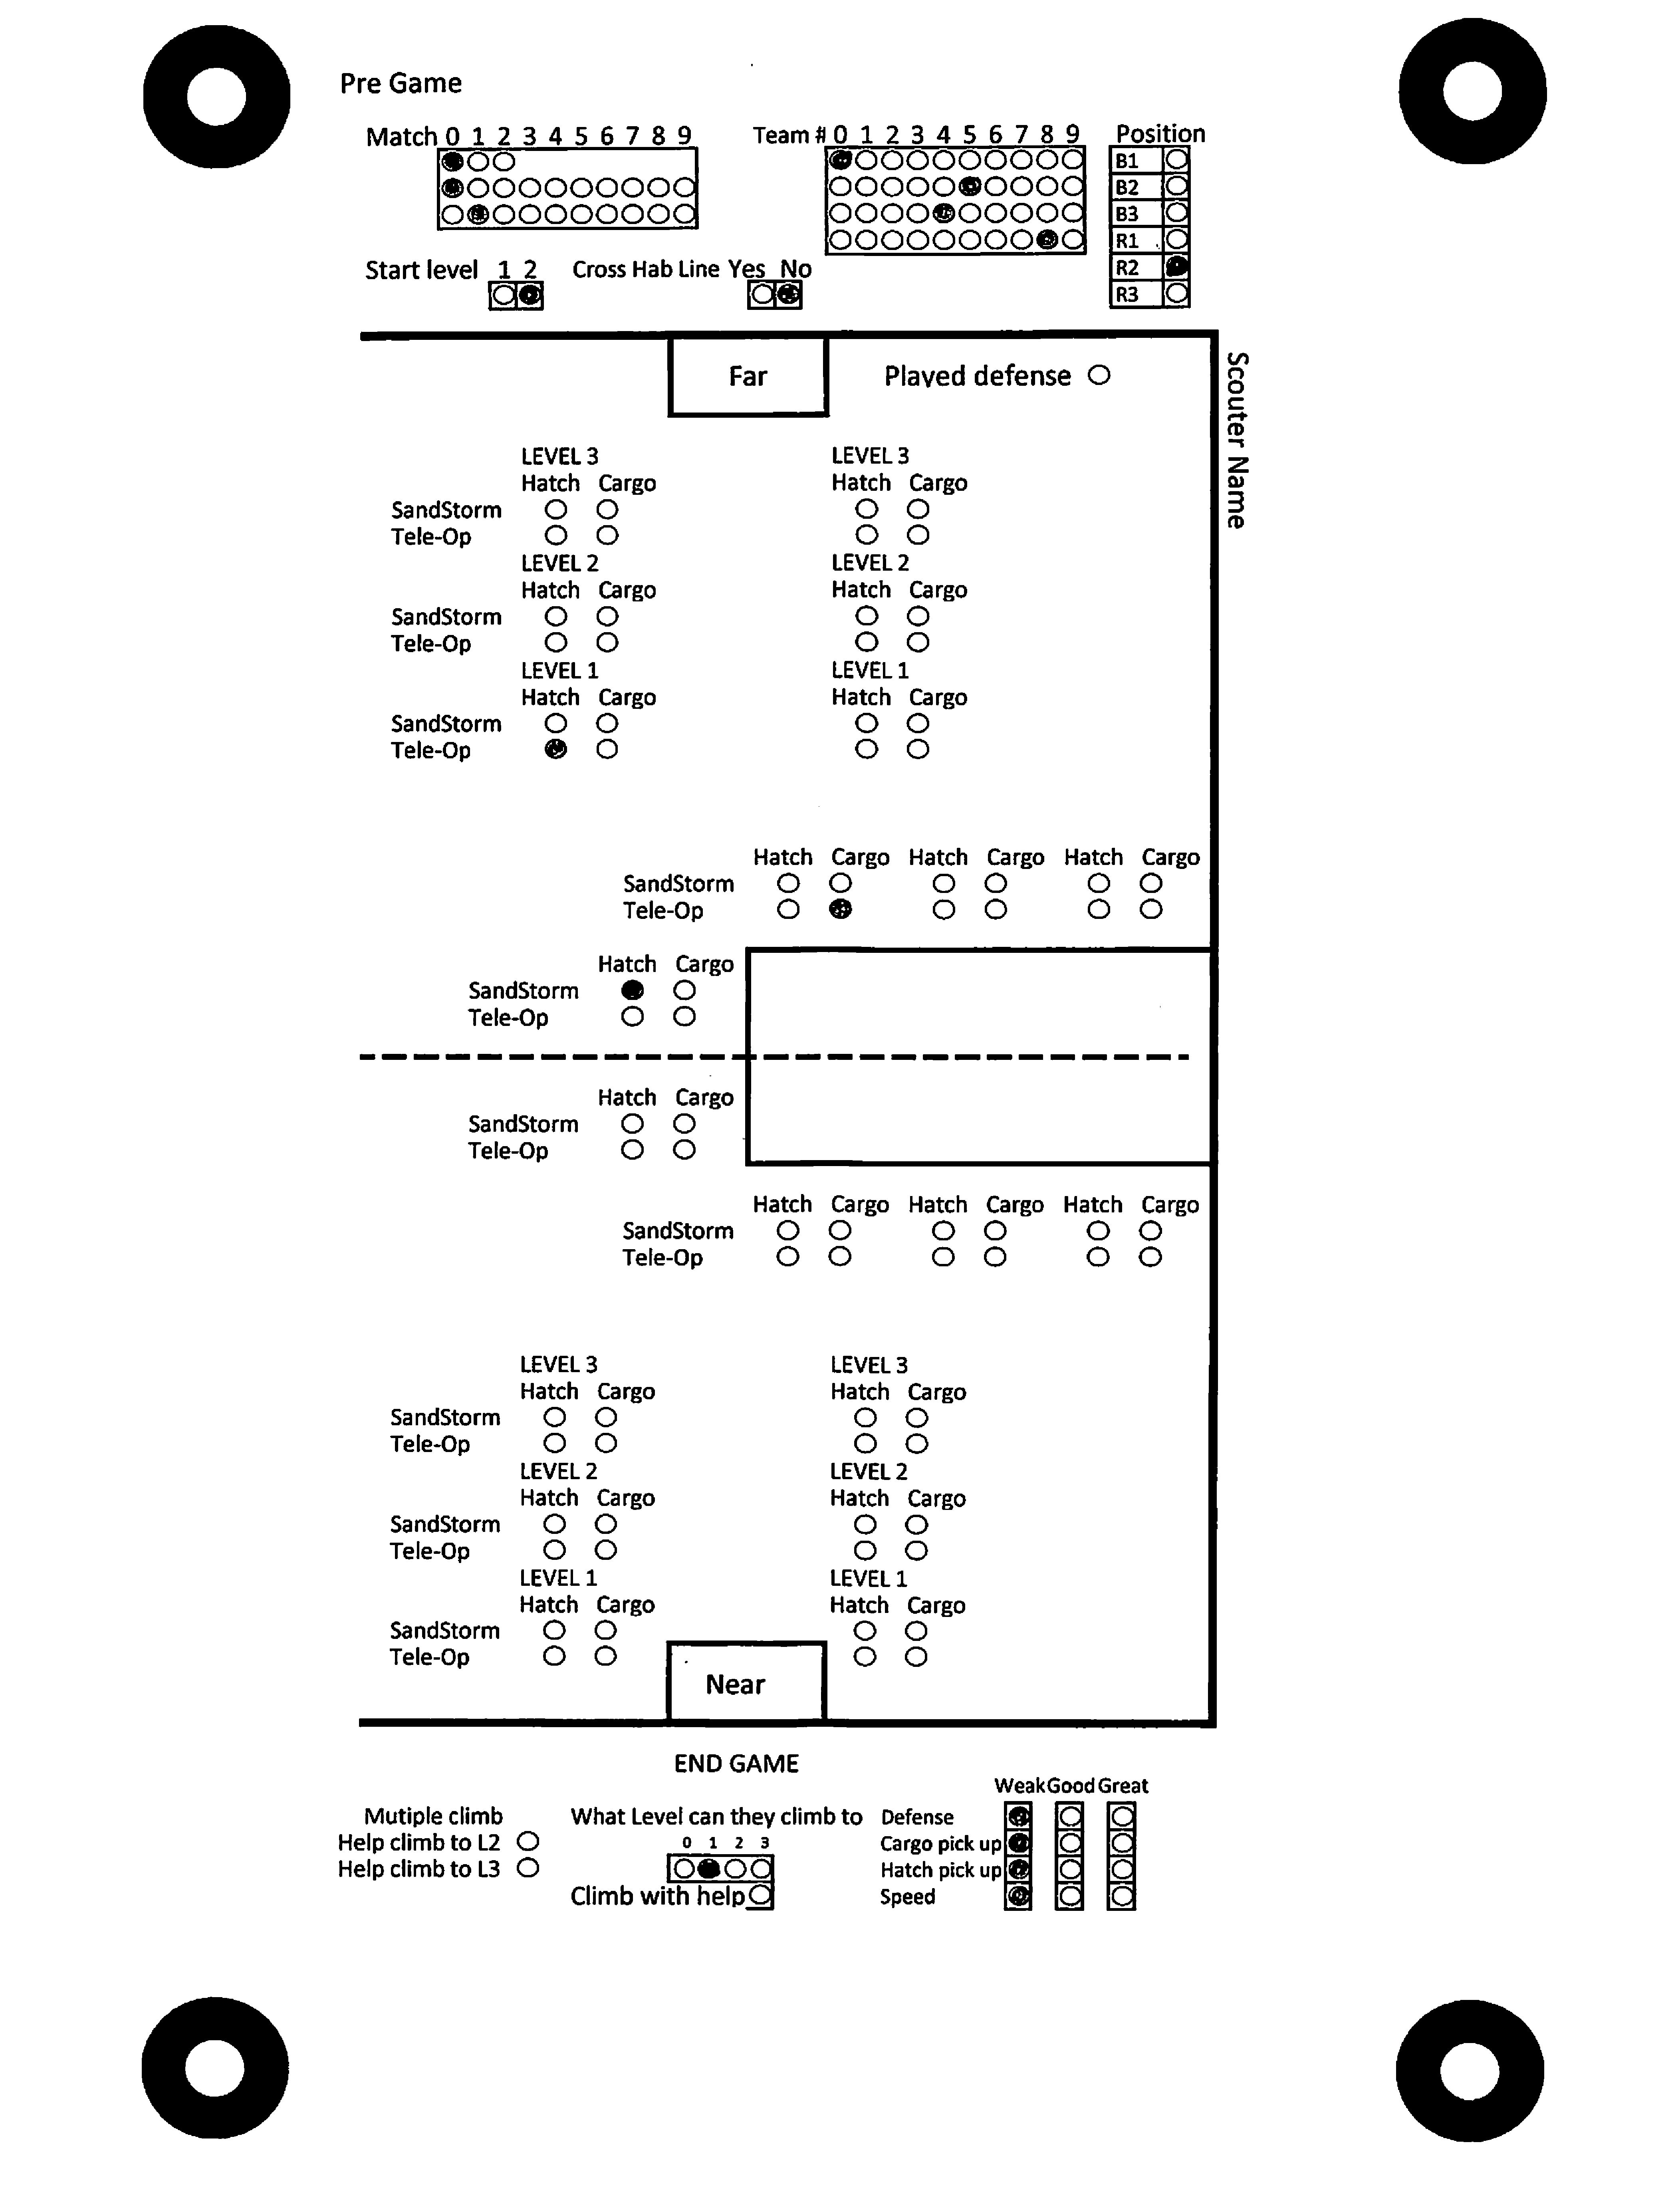 Pre Game
Match 0 1 2 3 4 5 6 7 8 9
Team # 0 1 2 3 4 5 6 7 8 9
Position
B1
B2
B3
R1
R2
R3
Start level 1 2
Cross Hab Line Yes No
Far
Played defense
Scouter Name
LEVEL 3 LEVEL 3
Hatch Cargo Hatch Cargo
SandStorm
Tele-Op
LEVEL 2 LEVEL 2
Hatch Cargo Hatch Cargo
SandStorm
Tele-Op
LEVEL 1 LEVEL 1
Hatch Cargo Hatch Cargo
SandStorm
Tele-Op
Hatch Cargo Hatch Cargo Hatch Cargo
SandStorm
Tele-Op
Hatch Cargo
SandStorm
Tele-Op
Hatch Cargo
SandStorm
Tele-Op
Hatch Cargo Hatch Cargo Hatch Cargo
SandStorm
Tele-Op
LEVEL 3 LEVEL 3
Hatch Cargo Hatch Cargo
SandStorm
Tele-Op
LEVEL 2 LEVEL 2
Hatch Cargo Hatch Cargo
SandStorm
Tele-Op
LEVEL 1 LEVEL 1
Hatch Cargo Hatch Cargo
SandStorm
Tele-Op
Near
END GAME
Mutiple climb
Help climb to L2
Help climb to L3
What Level can they climb to
0 1 2 3
Climb with help
Weak Good Great
Defense
Cargo pick up
Hatch pick up
Speed